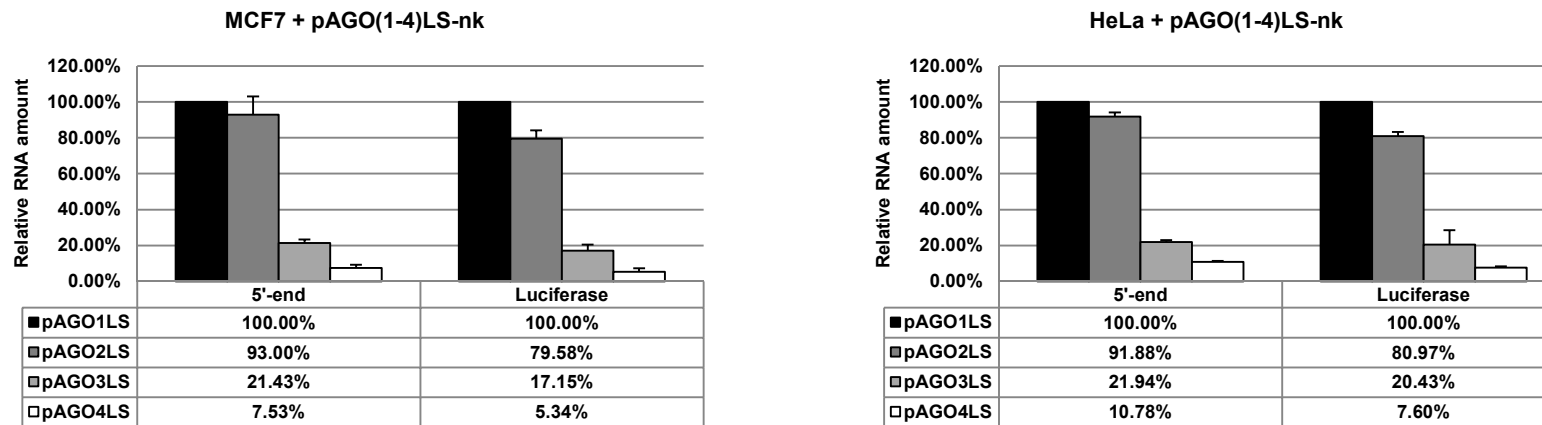 MCF7 + pAGO(1-4)LS-nk
Relative RNA amount
120.00%
100.00%
80.00%
60.00%
40.00%
20.00%
0.00%
5'-end Luciferase
pAGO1LS 100.00% 100.00%
pAGO2LS 93.00% 79.58%
pAGO3LS 21.43% 17.15%
pAGO4LS 7.53% 5.34%
HeLa + pAGO(1-4)LS-nk
Relative RNA amount
120.00%
100.00%
80.00%
60.00%
40.00%
20.00%
0.00%
5'-end Luciferase
pAGO1LS 100.00% 100.00%
pAGO2LS 91.88% 80.97%
pAGO3LS 21.94% 20.43%
pAGO4LS 10.78% 7.60%